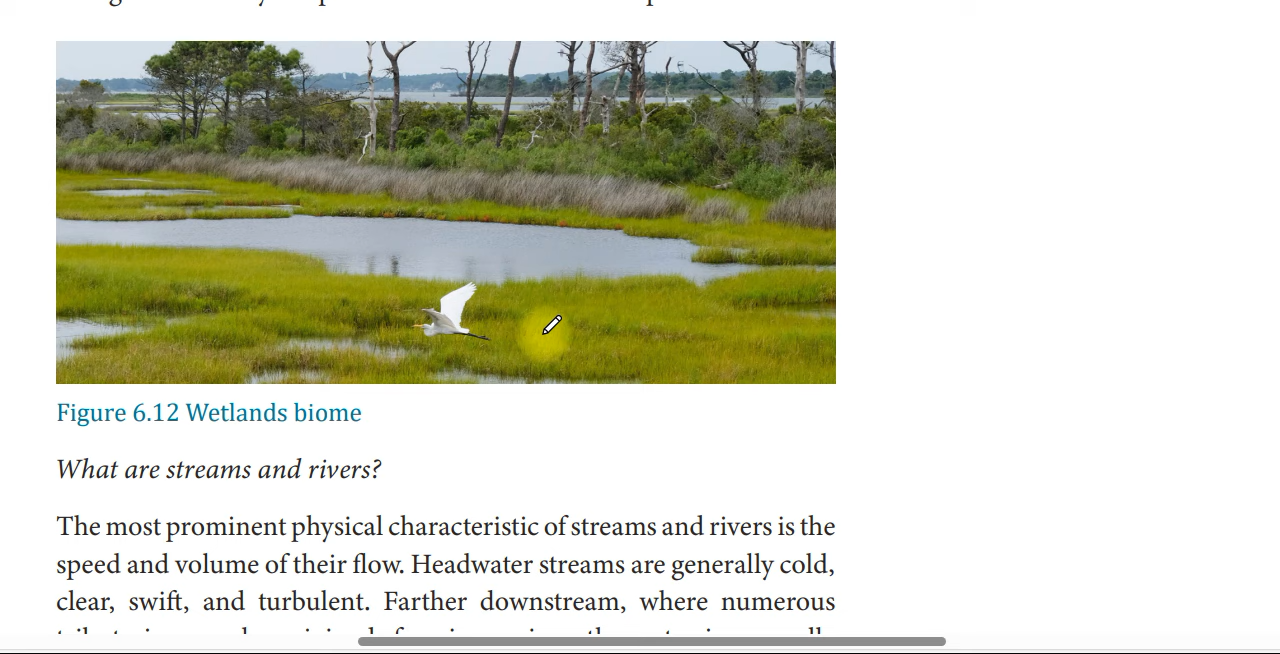 Figure 6.12 Wetlands biome
What are streams and rivers?
The most prominent physical characteristic of streams and rivers is the
speed and volume of their flow. Headwater streams are generally cold,
clear, swift, and turbulent. Farther downstream, where numerous